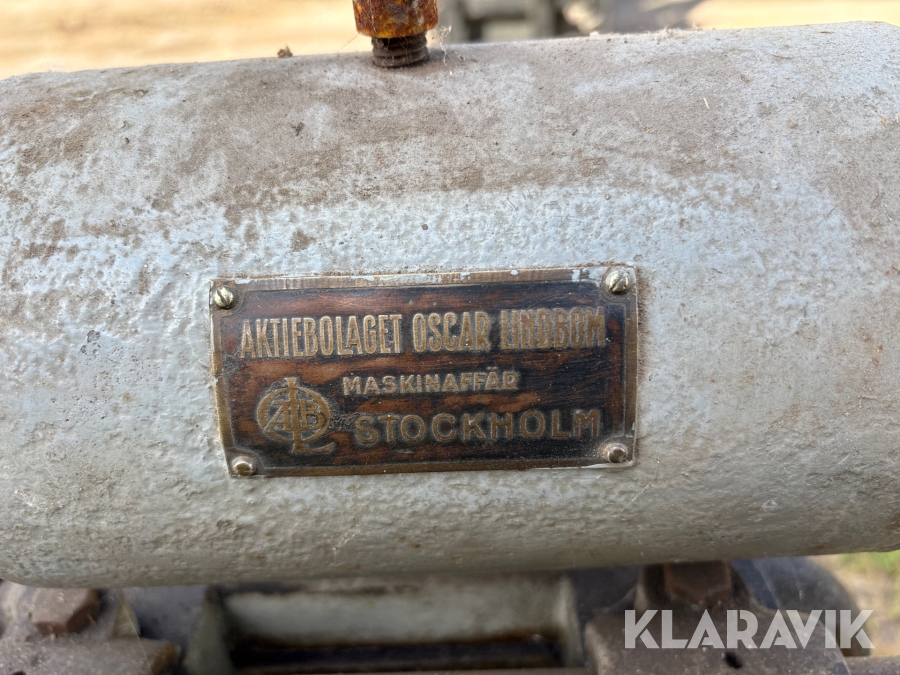 AKTIEBOLAGET OSCAR LINDBOM
MASKINAFFÄR
STOCKHOLM
KLARAVIK